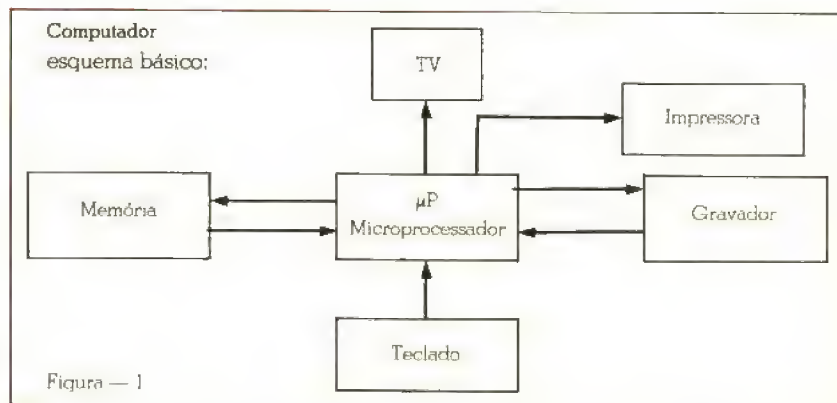 Computador
esquema básico:
TV
Impressora
Memória
µP
Microprocessador
Gravador
Teclado
Figura — 1